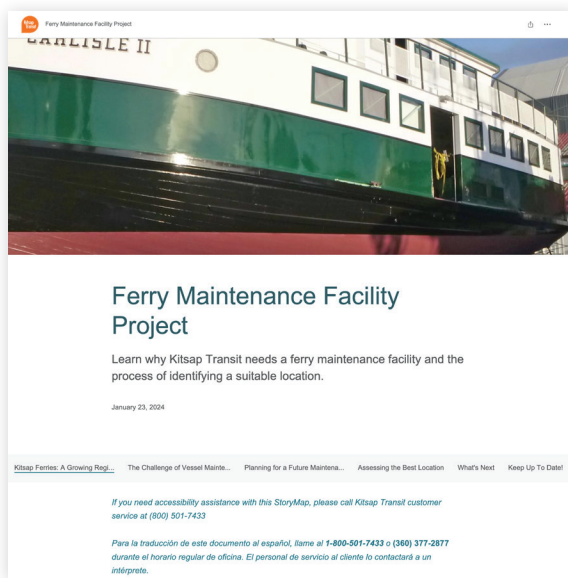 Ferry Maintenance Facility Project
CARLISLE II
Ferry Maintenance Facility
Project
Learn why Kitsap Transit needs a ferry maintenance facility and the
process of identifying a suitable location.
January 23, 2024
Kitsap Ferries: A Growing Regi... The Challenge of Vessel Mainte... Planning for a Future Maintena... Assessing the Best Location What's Next Keep Up To Date!
If you need accessibility assistance with this StoryMap, please call Kitsap Transit customer
service at (800) 501-7433
Para la traducción de este documento al español, llame al 1-800-501-7433 o (360) 377-2877
durante el horario regular de oficina. El personal de servicio al cliente lo contactará a un
intérprete.